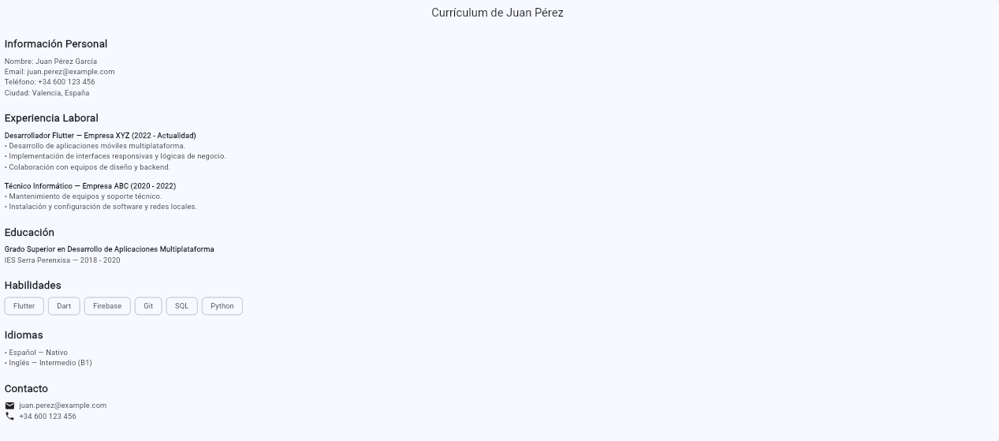 Currículum de Juan Pérez
Información Personal
Nombre: Juan Pérez García
Email: juan.perez@example.com
Teléfono: +34 600 123 456
Ciudad: Valencia, España
Experiencia Laboral
Desarrollador Flutter — Empresa XYZ (2022 - Actualidad)
• Desarrollo de aplicaciones móviles multiplataforma.
• Implementación de interfaces responsivas y lógicas de negocio.
• Colaboración con equipos de diseño y backend.
Técnico Informático — Empresa ABC (2020 - 2022)
• Mantenimiento de equipos y soporte técnico.
• Instalación y configuración de software y redes locales.
Educación
Grado Superior en Desarrollo de Aplicaciones Multiplataforma
IES Serra Perenxisa — 2018 - 2020
Habilidades
Flutter Dart Firebase Git SQL Python
Idiomas
• Español — Nativo
• Inglés — Intermedio (B1)
Contacto
juan.perez@example.com
+34 600 123 456